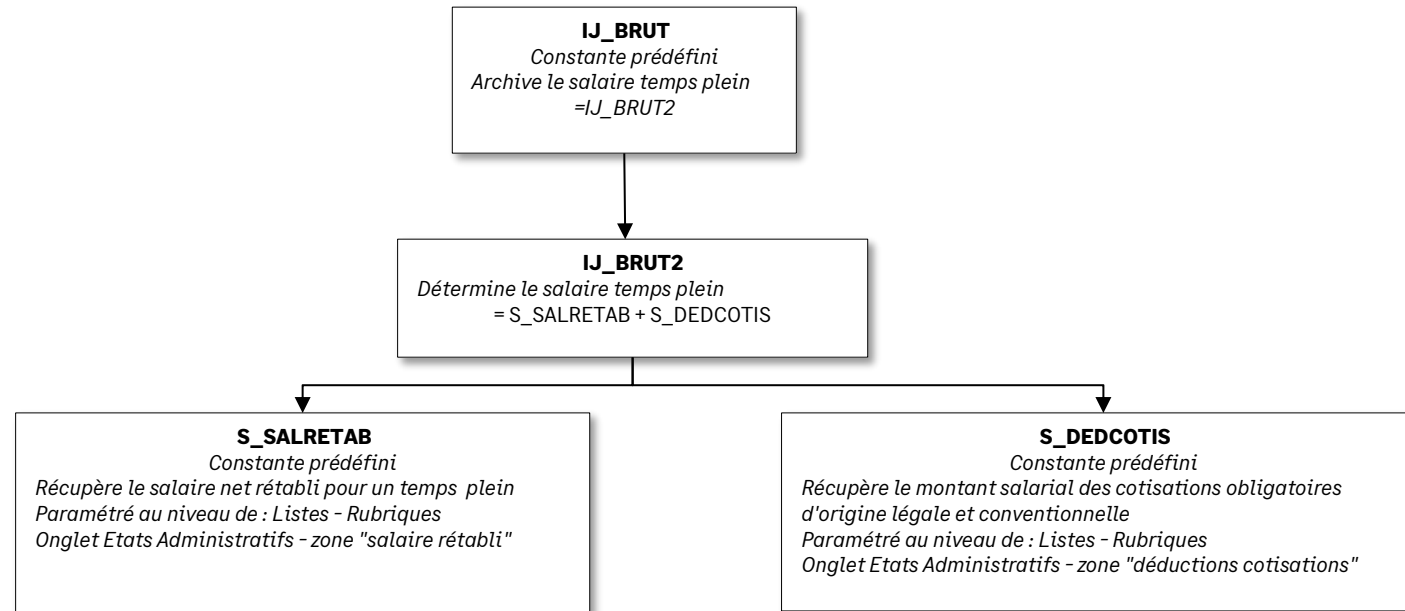 IJ_BRUT
Constante prédéfini
Archive le salaire temps plein
=IJ_BRUT2
IJ_BRUT2
Détermine le salaire temps plein
= S_SALRETAB + S_DEDCOTIS
S_SALRETAB
Constante prédéfini
Récupère le salaire net rétabli pour un temps  plein
Paramétré au niveau de : Listes - Rubriques
Onglet Etats Administratifs - zone "salaire rétabli"
S_DEDCOTIS
Constante prédéfini
Récupère le montant salarial des cotisations obligatoires
d'origine légale et conventionnelle
Paramétré au niveau de : Listes - Rubriques
Onglet Etats Administratifs - zone "déductions cotisations"